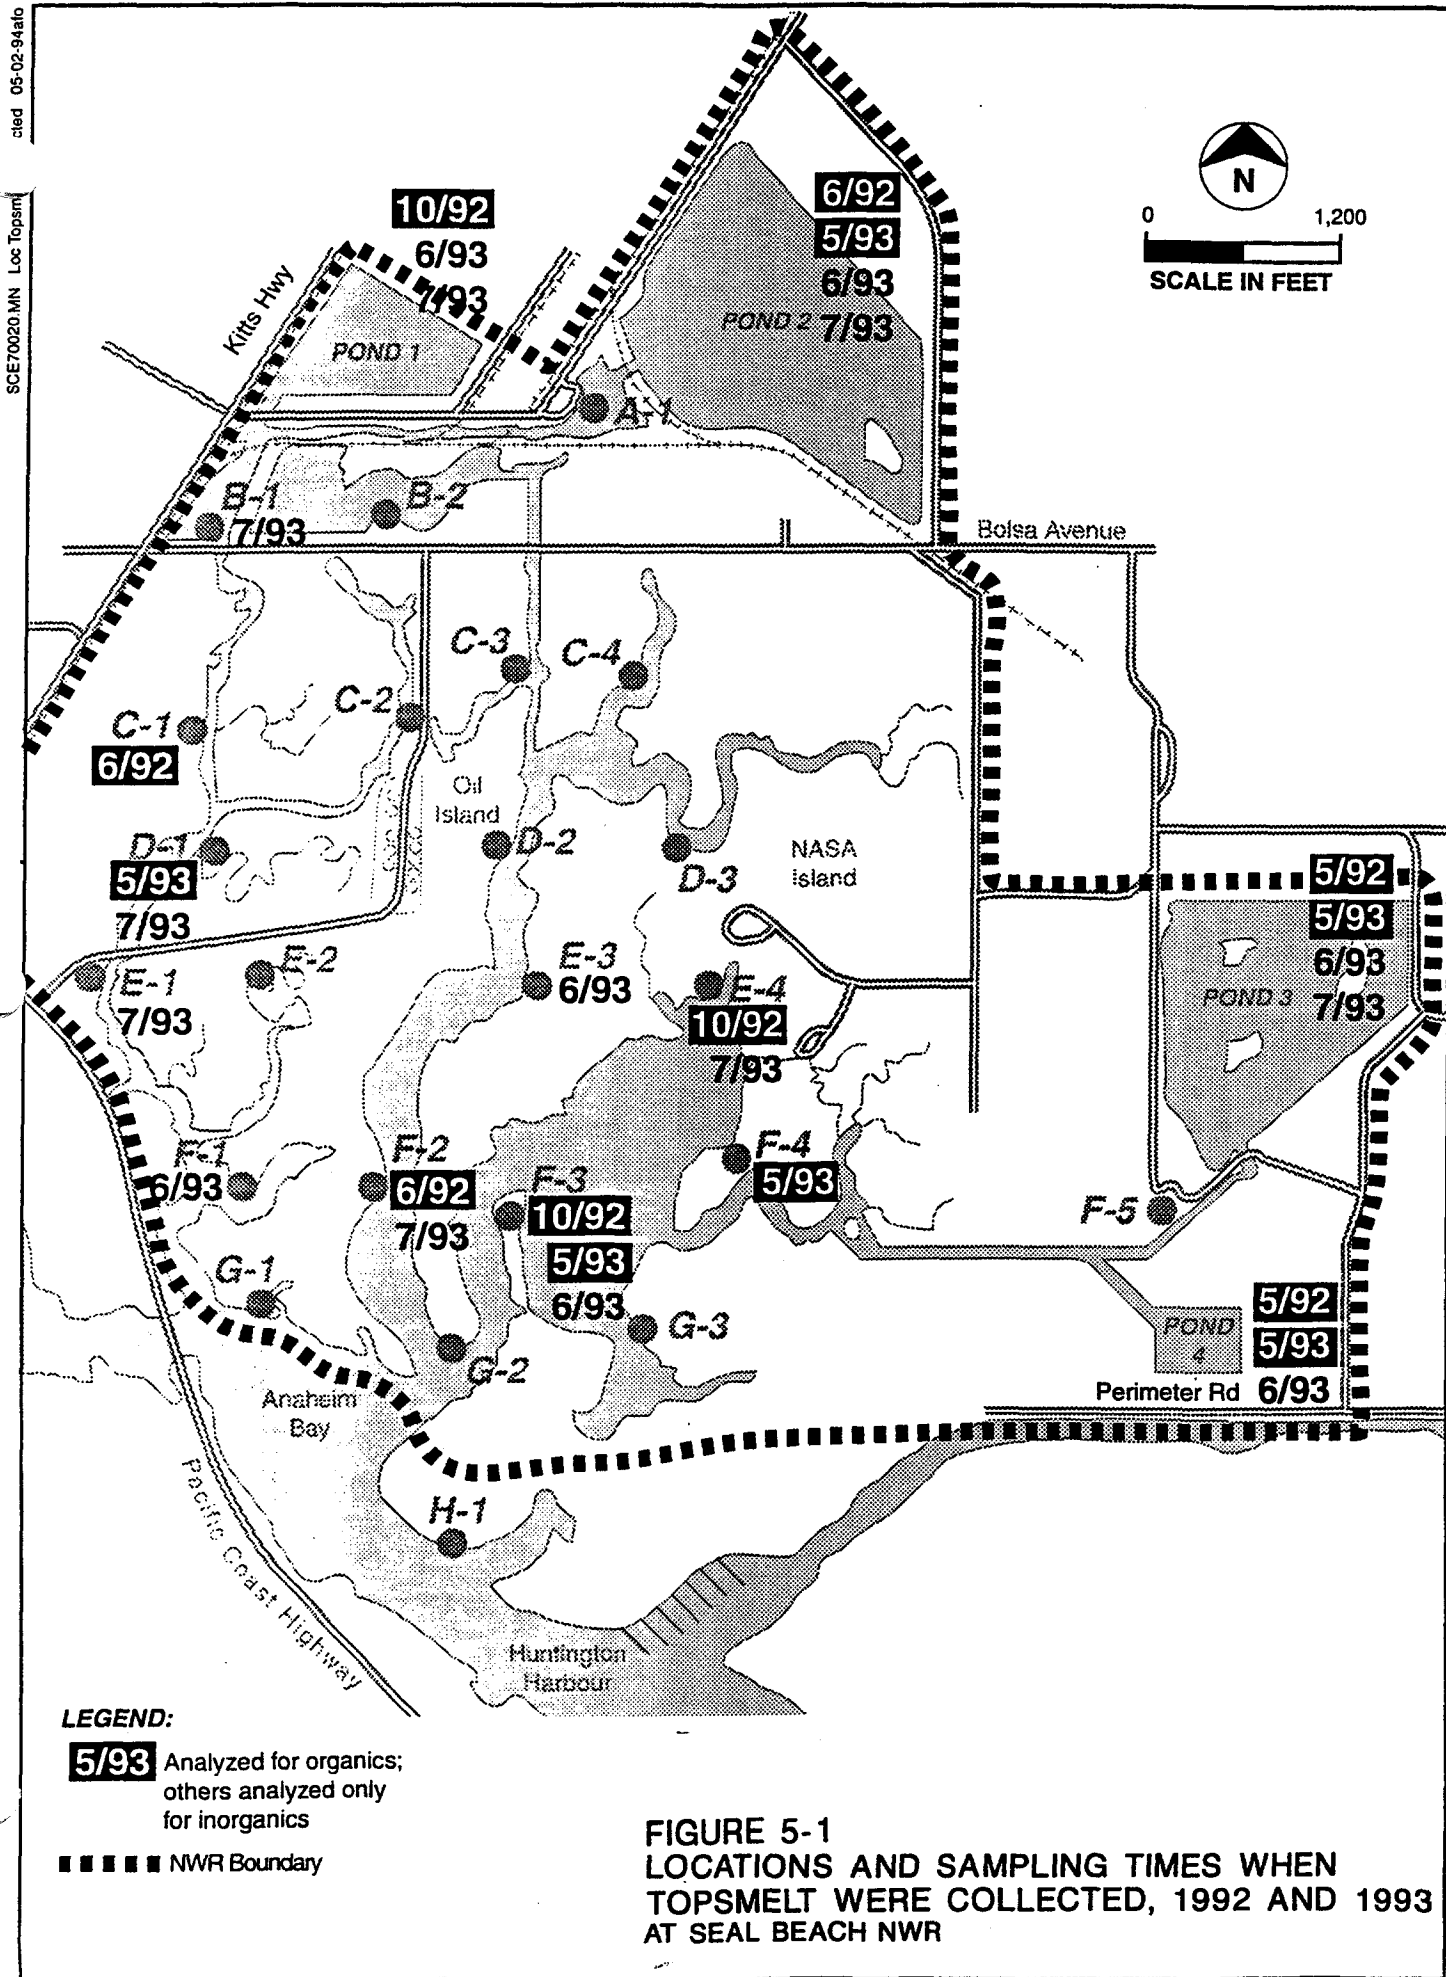 cted 05-02-94afo
SCE70020.MN Loc Topsm
N
0 1,200
SCALE IN FEET
10/92
6/93
7/93
6/92
5/93
6/93
7/93
Kitts Hwy
POND 1
POND 2
A-1
B-1
7/93
B-2
Bolsa Avenue
C-1
6/92
C-2
C-3
C-4
Oil
Island
D-1
5/93
7/93
D-2
D-3
NASA
Island
5/92
5/93
6/93
7/93
POND 3
E-1
7/93
E-2
E-3
6/93
E-4
10/92
7/93
F-1
6/93
F-2
6/92
7/93
F-3
10/92
5/93
6/93
F-4
5/93
F-5
G-1
G-2
G-3
POND
4
5/92
5/93
6/93
Perimeter Rd
Anaheim
Bay
H-1
Pacific Coast Highway
Huntington
Harbour
LEGEND:
5/93 Analyzed for organics;
others analyzed only
for inorganics
NWR Boundary
FIGURE 5-1
LOCATIONS AND SAMPLING TIMES WHEN
TOPSMELT WERE COLLECTED, 1992 AND 1993
AT SEAL BEACH NWR